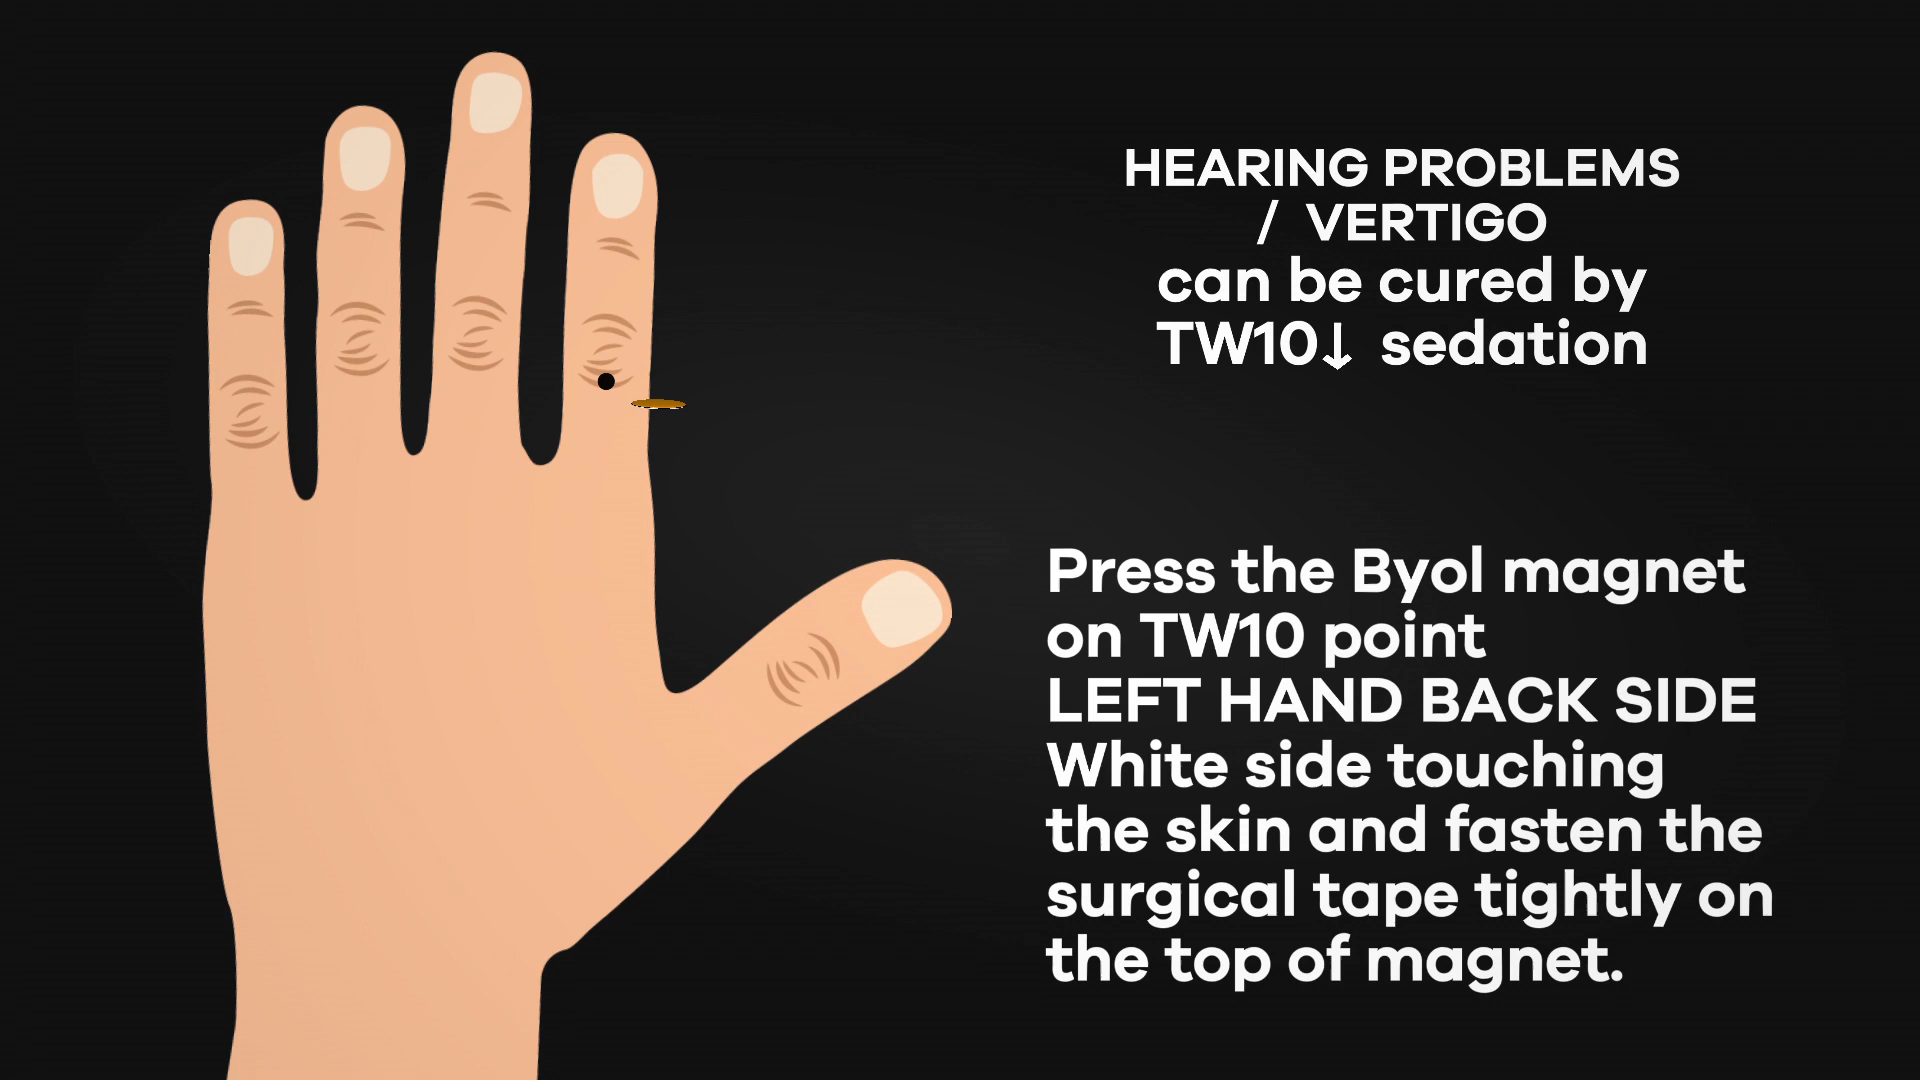 HEARING PROBLEMS
/ VERTIGO
can be cured by
TW10↓ sedation
Press the Byol magnet
on TW10 point
LEFT HAND BACK SIDE
White side touching
the skin and fasten the
surgical tape tightly on
the top of magnet.